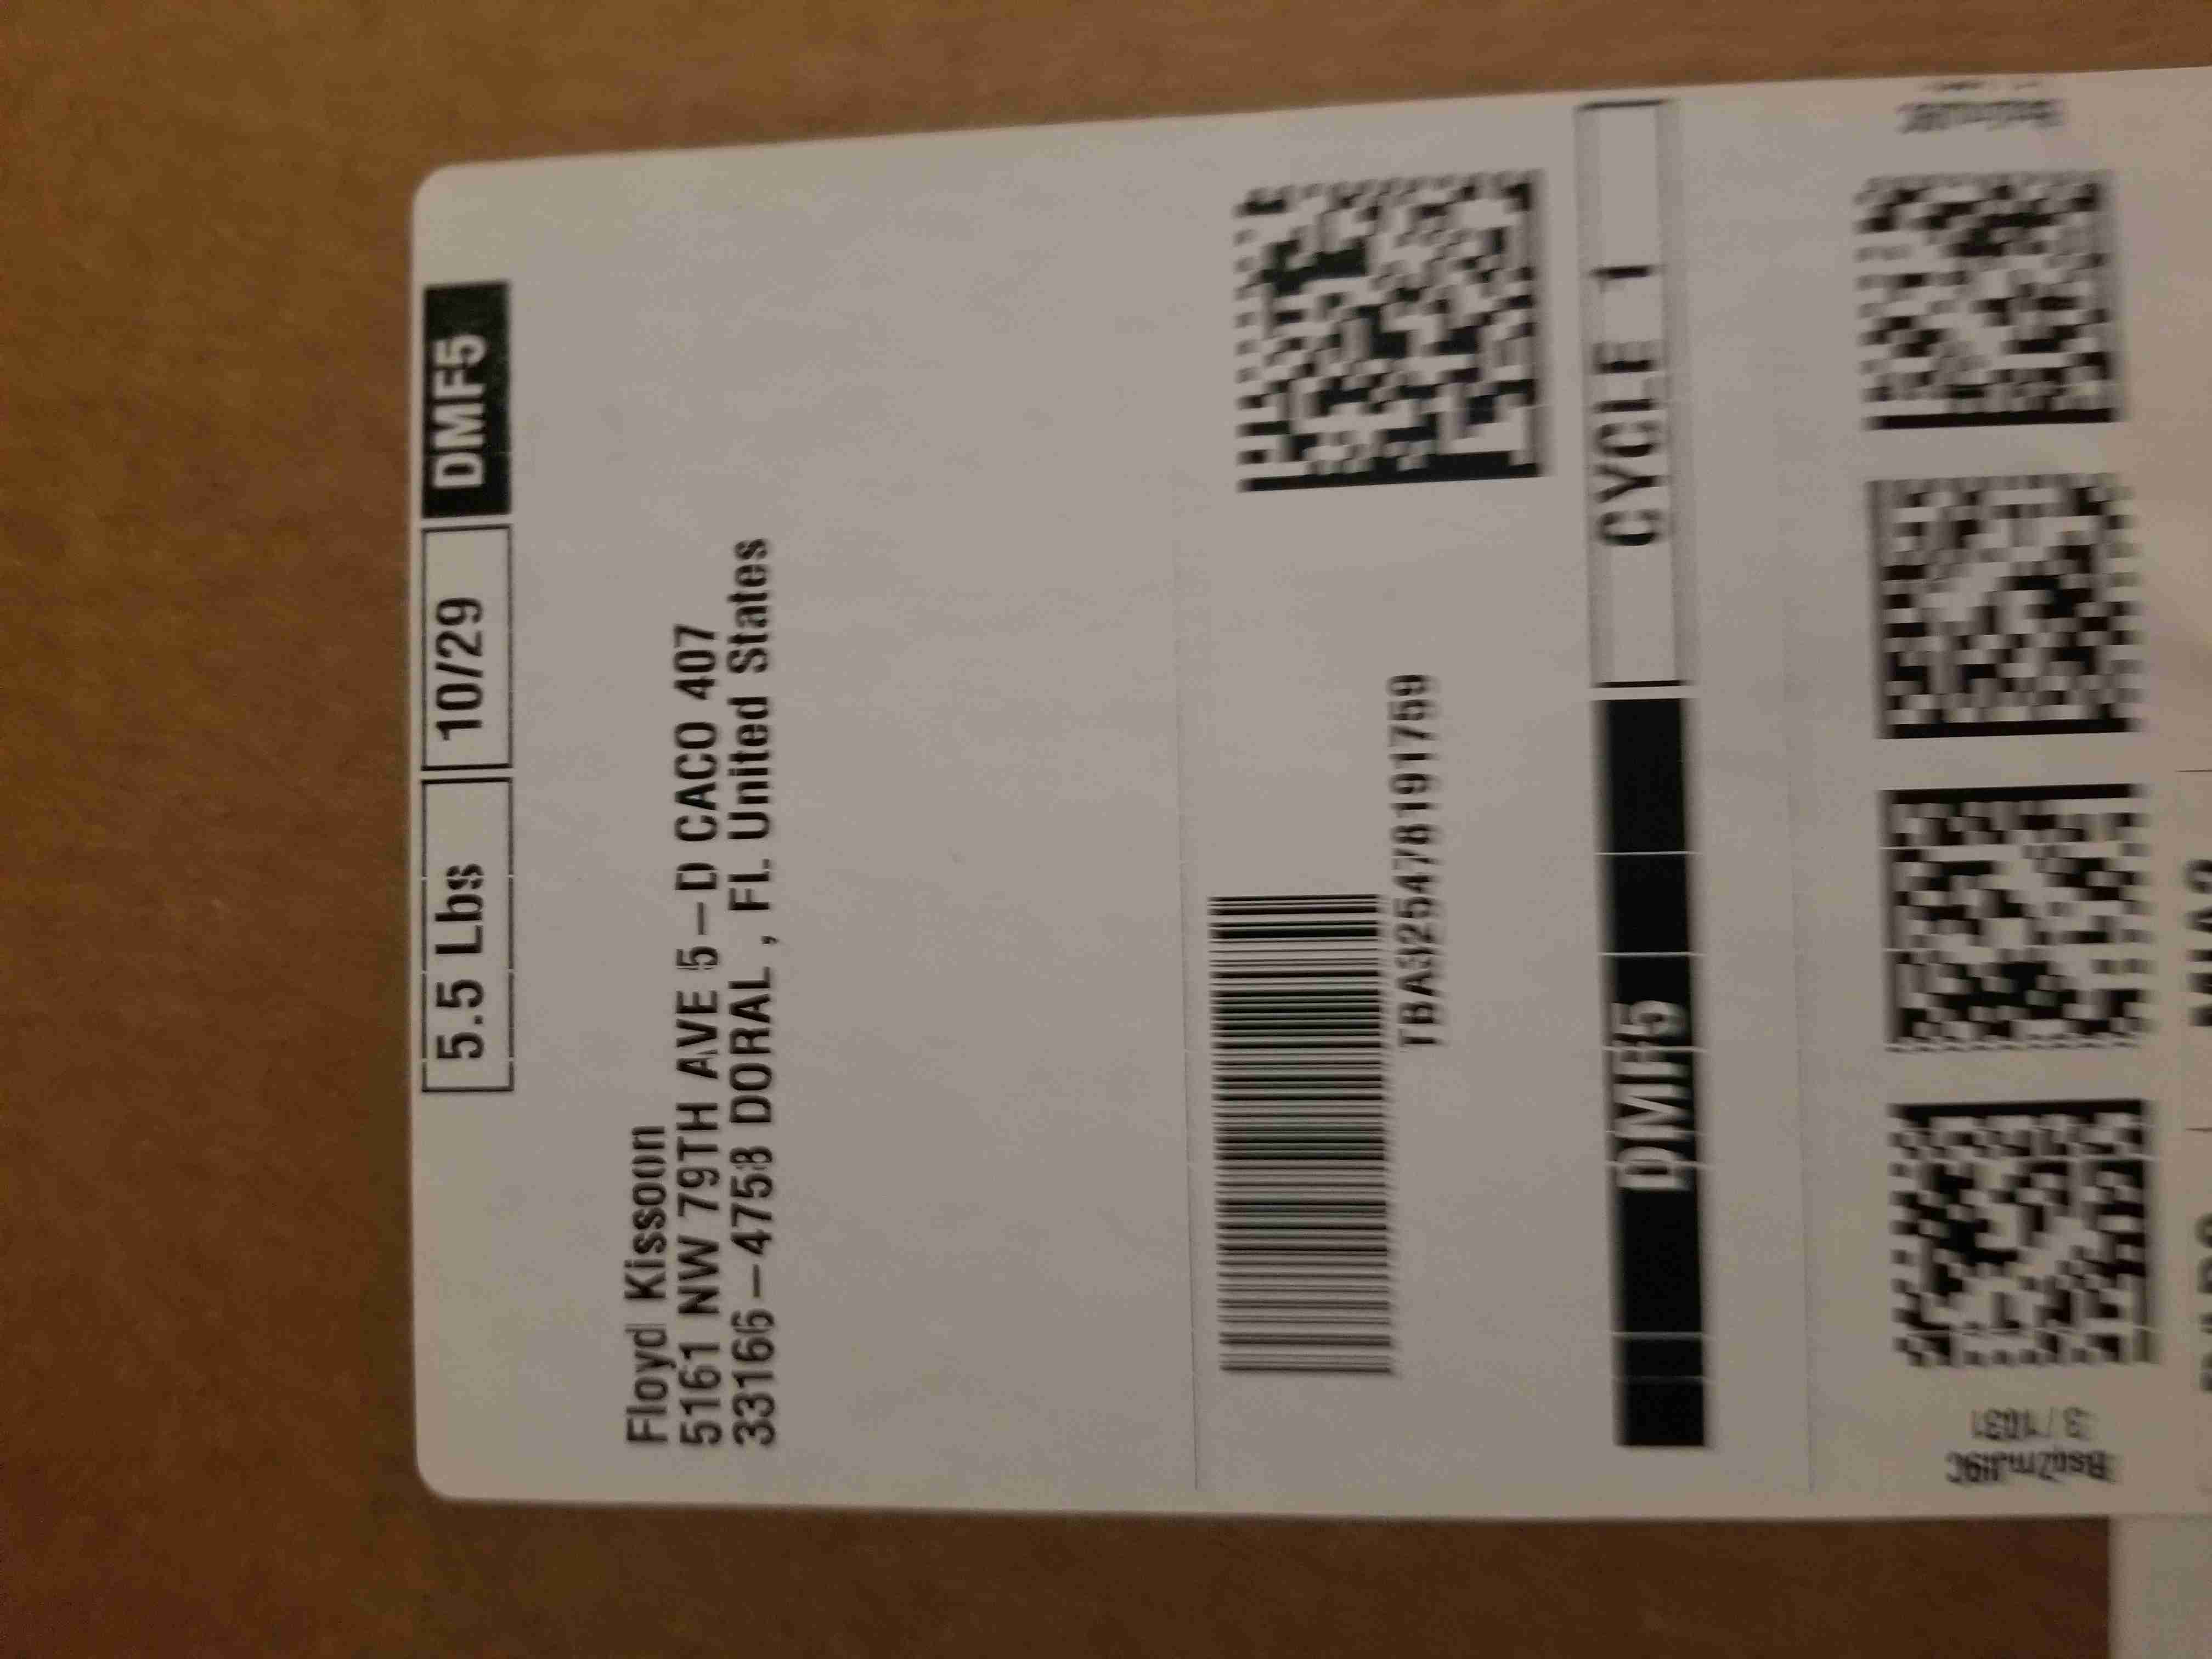 5.5 Lbs 10/29 DMF5
Floyd Kissoon
5161 NW 79TH AVE 5-D CACO 407
33166-4758 DORAL , FL United States
TBA325478191759
DMF5 CYCLE 1